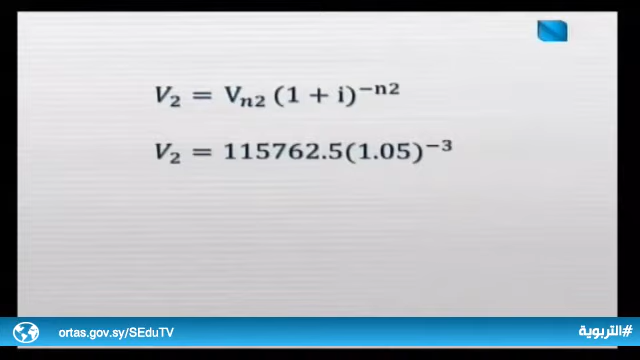 V₂ = Vₙ₂ (1 + i)⁻ⁿ²
V₂ = 115762.5(1.05)⁻³
ortas.gov.sy/SEduTV
#التربوية